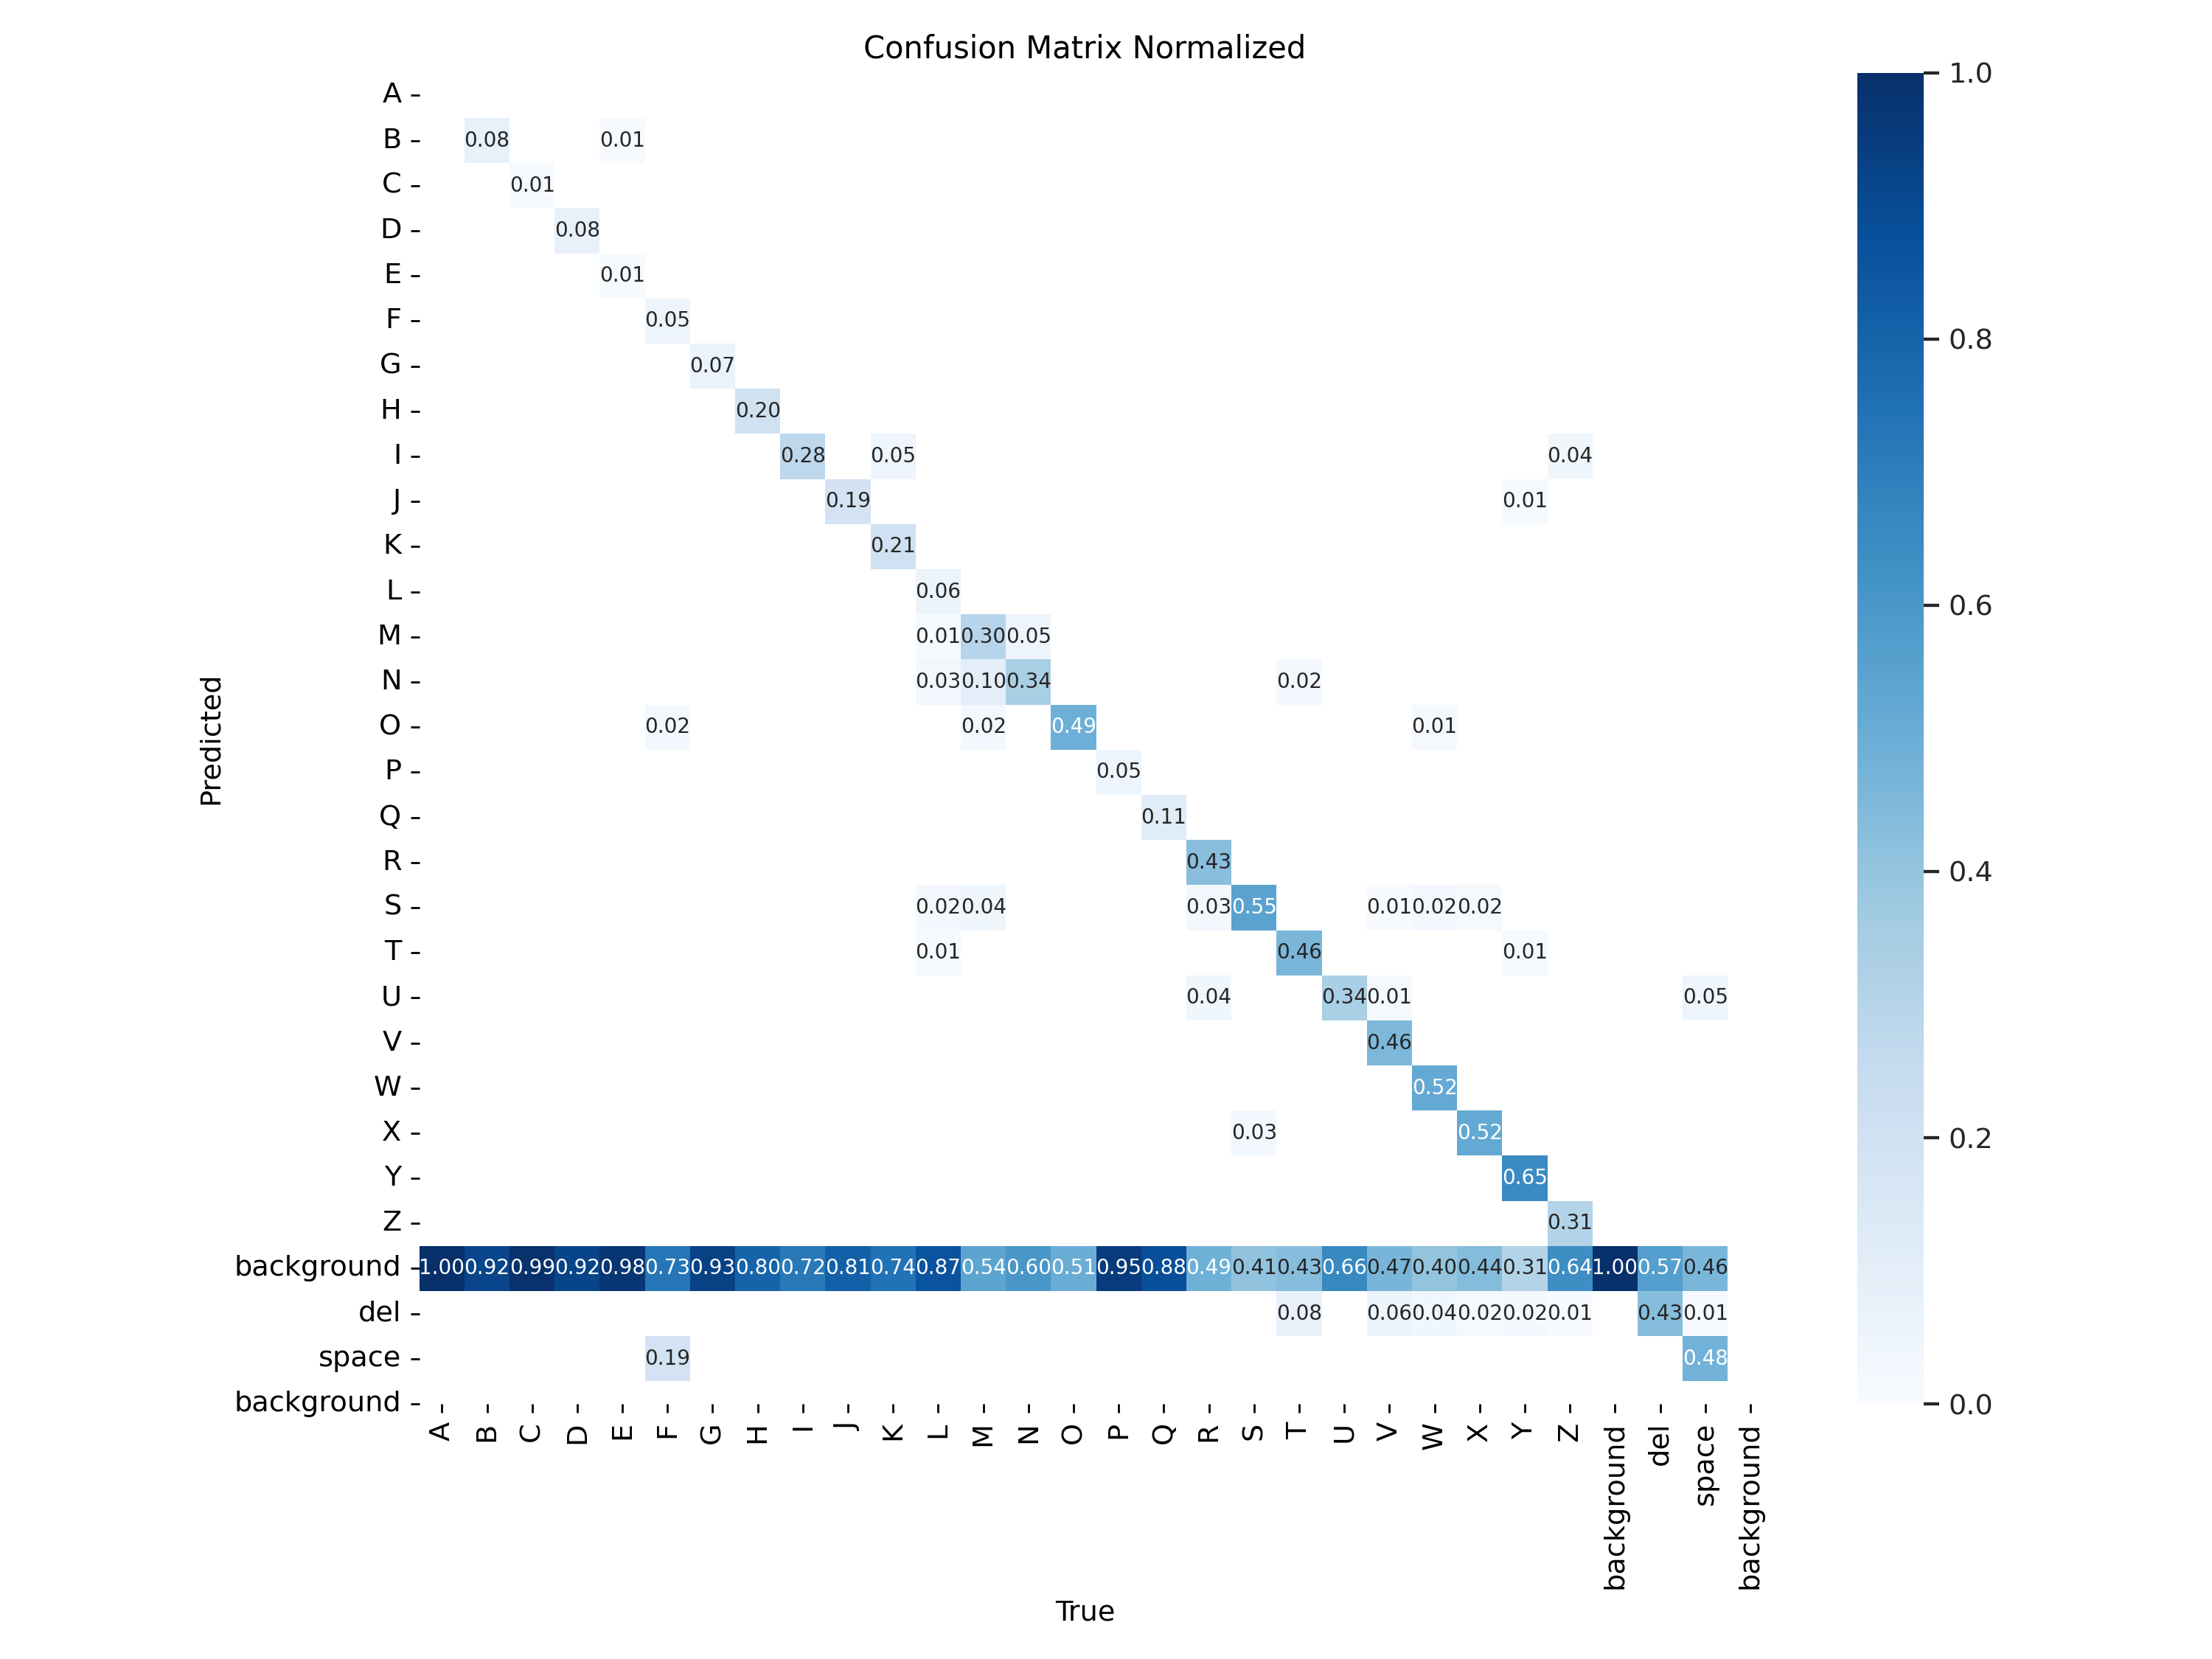 Confusion Matrix Normalized
A
B 0.08 0.01
C 0.01
D 0.08
E 0.01
F 0.05
G 0.07
H 0.20
I 0.28 0.05 0.04
J 0.19 0.01
K 0.21
L 0.06
M 0.01 0.30 0.05
N 0.03 0.10 0.34 0.02
O 0.02 0.02 0.49 0.01
P 0.05
Q 0.11
R 0.43
S 0.02 0.04 0.03 0.55 0.01 0.02 0.02
T 0.01 0.46 0.01
U 0.04 0.34 0.01 0.05
V 0.46
W 0.52
X 0.03 0.52
Y 0.65
Z 0.31
background 1.00 0.92 0.99 0.92 0.98 0.73 0.93 0.80 0.72 0.81 0.74 0.87 0.54 0.60 0.51 0.95 0.88 0.49 0.41 0.43 0.66 0.47 0.40 0.44 0.31 0.64 1.00 0.57 0.46
del 0.08 0.06 0.04 0.02 0.02 0.01 0.43 0.01
space 0.19 0.48
background
A B C D E F G H I J K L M N O P Q R S T U V W X Y Z background del space background
True
Predicted
1.0
0.8
0.6
0.4
0.2
0.0